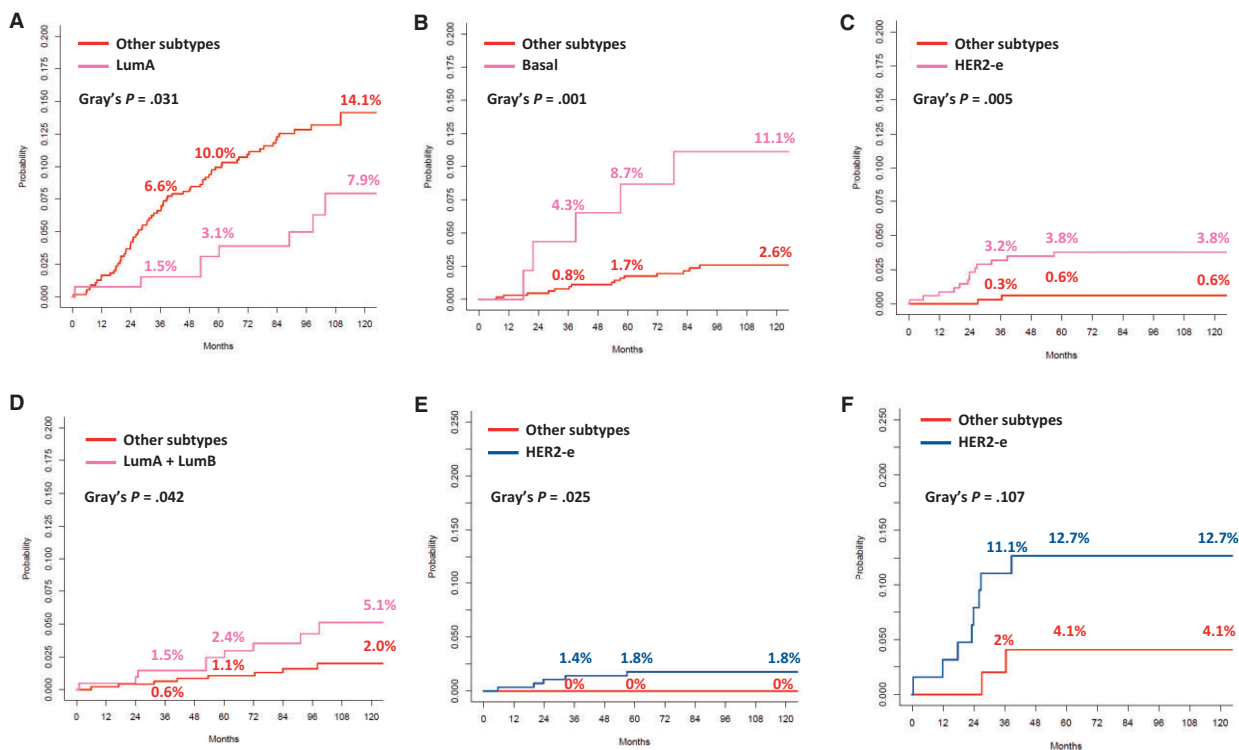 A
Other subtypes
LumA
Gray's P = .031
14.1%
10.0%
6.6%
7.9%
3.1%
1.5%
Probability
0.000 0.025 0.050 0.075 0.100 0.125 0.150 0.175 0.200
0 12 24 36 48 60 72 84 96 108 120
Months
B
Other subtypes
Basal
Gray's P = .001
11.1%
8.7%
4.3%
2.6%
1.7%
0.8%
Probability
0.000 0.025 0.050 0.075 0.100 0.125 0.150 0.175 0.200
0 12 24 36 48 60 72 84 96 108 120
Months
C
Other subtypes
HER2-e
Gray's P = .005
3.2% 3.8% 3.8%
0.3% 0.6% 0.6%
Probability
0.000 0.025 0.050 0.075 0.100 0.125 0.150 0.175 0.200
0 12 24 36 48 60 72 84 96 108 120
Months
D
Other subtypes
LumA + LumB
Gray's P = .042
5.1%
2.4%
1.5%
2.0%
1.1%
0.6%
Probability
0.000 0.025 0.050 0.075 0.100 0.125 0.150 0.175 0.200
0 12 24 36 48 60 72 84 96 108 120
Months
E
Other subtypes
HER2-e
Gray's P = .025
1.4% 1.8% 1.8%
0% 0% 0%
Probability
0.000 0.050 0.100 0.150 0.200 0.250
0 12 24 36 48 60 72 84 96 108 120
Months
F
Other subtypes
HER2-e
Gray's P = .107
11.1% 12.7% 12.7%
2% 4.1% 4.1%
Probability
0.000 0.050 0.100 0.150 0.200 0.250
0 12 24 36 48 60 72 84 96 108 120
Months